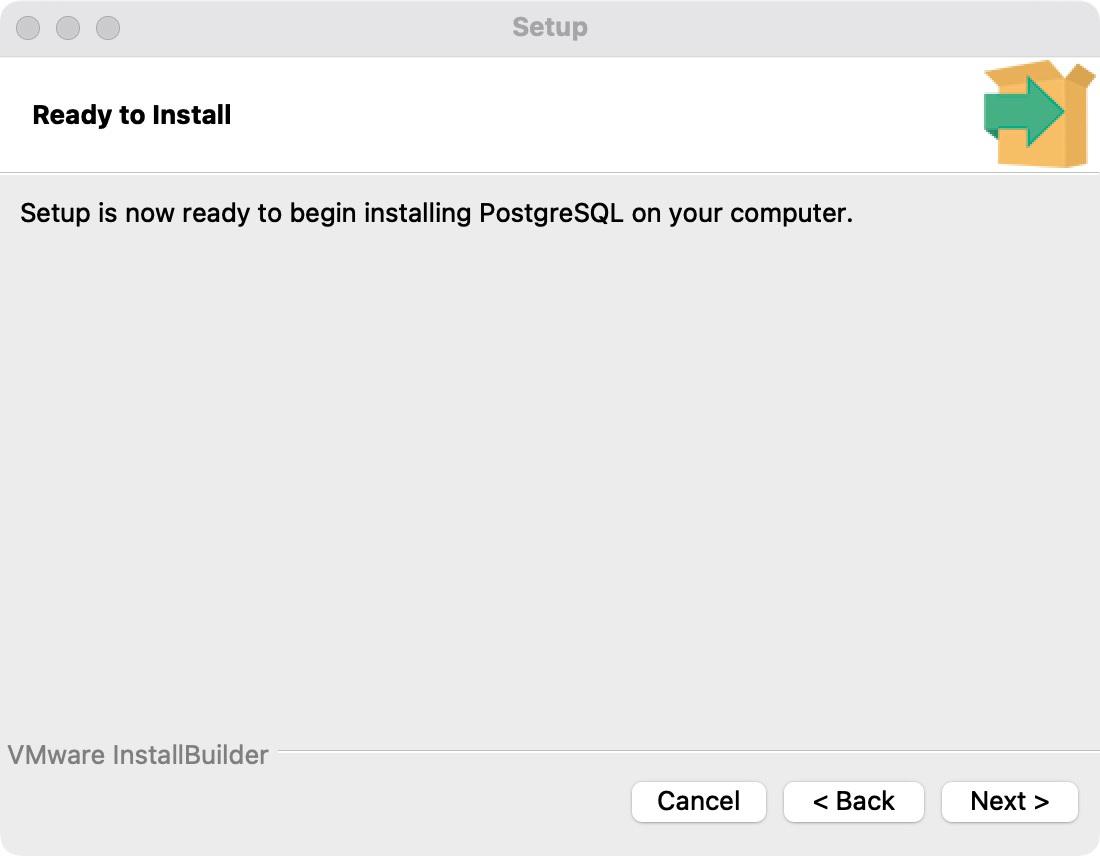 Setup
Ready to Install
Setup is now ready to begin installing PostgreSQL on your computer.
VMware InstallBuilder
Cancel
< Back
Next >